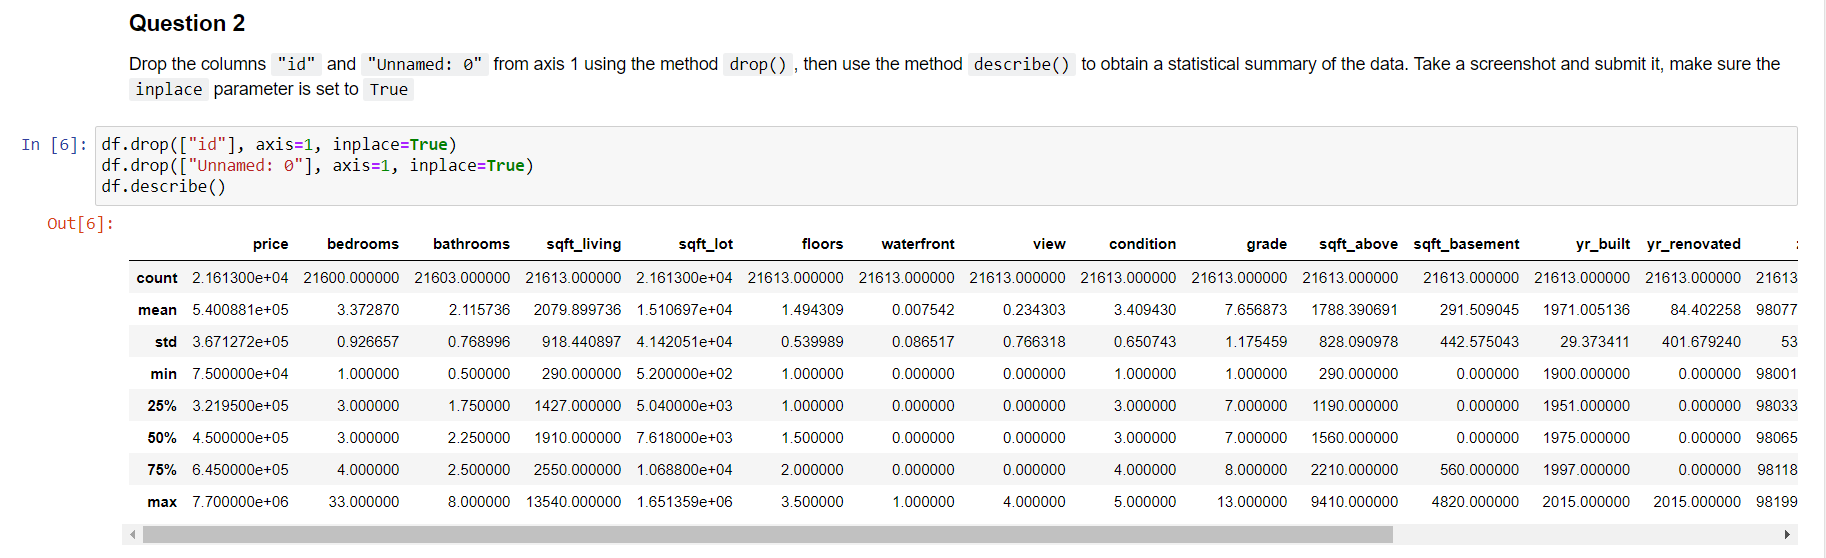 Question 2
Drop the columns "id" and "Unnamed: 0" from axis 1 using the method drop() , then use the method describe() to obtain a statistical summary of the data. Take a screenshot and submit it, make sure the
inplace parameter is set to True
In [6]: df.drop(["id"], axis=1, inplace=True)
df.drop(["Unnamed: 0"], axis=1, inplace=True)
df.describe()
Out[6]:
price bedrooms bathrooms sqft_living sqft_lot floors waterfront view condition grade sqft_above sqft_basement yr_built yr_renovated
count 2.161300e+04 21600.000000 21603.000000 21613.000000 2.161300e+04 21613.000000 21613.000000 21613.000000 21613.000000 21613.000000 21613.000000 21613.000000 21613.000000 21613.000000 21613
mean 5.400881e+05 3.372870 2.115736 2079.899736 1.510697e+04 1.494309 0.007542 0.234303 3.409430 7.656873 1788.390691 291.509045 1971.005136 84.402258 98077
std 3.671272e+05 0.926657 0.768996 918.440897 4.142051e+04 0.539989 0.086517 0.766318 0.650743 1.175459 828.090978 442.575043 29.373411 401.679240 53
min 7.500000e+04 1.000000 0.500000 290.000000 5.200000e+02 1.000000 0.000000 0.000000 1.000000 1.000000 290.000000 0.000000 1900.000000 0.000000 98001
25% 3.219500e+05 3.000000 1.750000 1427.000000 5.040000e+03 1.000000 0.000000 0.000000 3.000000 7.000000 1190.000000 0.000000 1951.000000 0.000000 98033
50% 4.500000e+05 3.000000 2.250000 1910.000000 7.618000e+03 1.500000 0.000000 0.000000 3.000000 7.000000 1560.000000 0.000000 1975.000000 0.000000 98065
75% 6.450000e+05 4.000000 2.500000 2550.000000 1.068800e+04 2.000000 0.000000 0.000000 4.000000 8.000000 2210.000000 560.000000 1997.000000 0.000000 98118
max 7.700000e+06 33.000000 8.000000 13540.000000 1.651359e+06 3.500000 1.000000 4.000000 5.000000 13.000000 9410.000000 4820.000000 2015.000000 2015.000000 98199